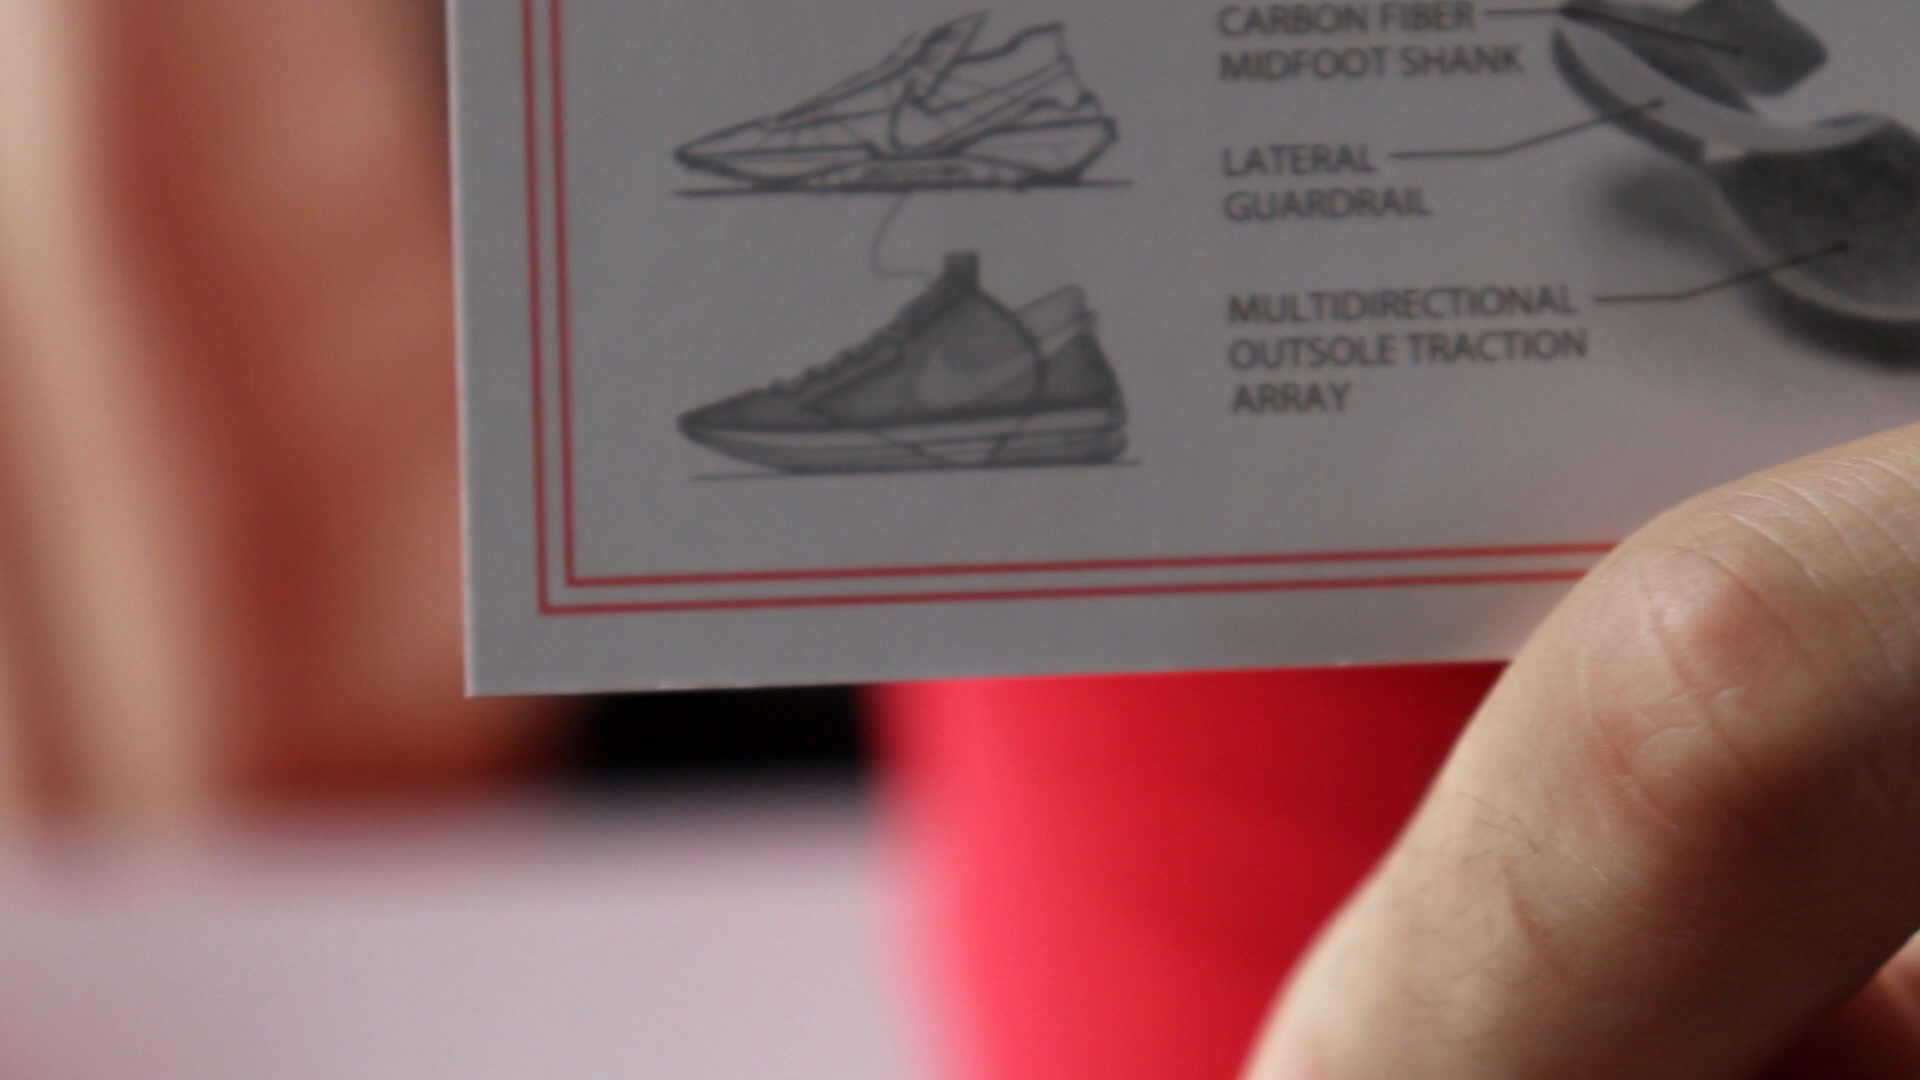 CARBON FIBER
MIDFOOT SHANK
LATERAL
GUARDRAIL
MULTIDIRECTIONAL
OUTSOLE TRACTION
ARRAY